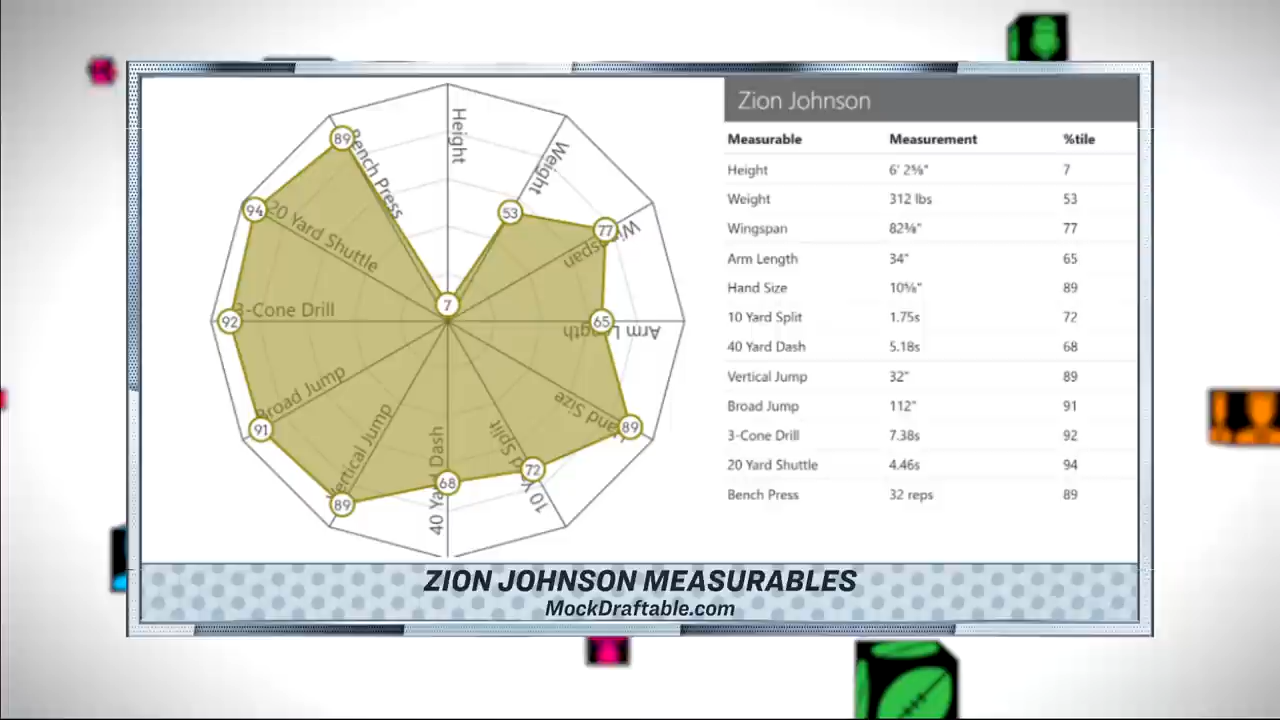 Zion Johnson
Measurable Measurement %tile
Height 6' 2⅝" 7
Weight 312 lbs 53
Wingspan 82⅜" 77
Arm Length 34" 65
Hand Size 10⅝" 89
10 Yard Split 1.75s 72
40 Yard Dash 5.18s 68
Vertical Jump 32" 89
Broad Jump 112" 91
3-Cone Drill 7.38s 92
20 Yard Shuttle 4.46s 94
Bench Press 32 reps 89
Height
7
Weight
53
Wingspan
77
Arm Length
65
Hand Size
89
10 Yard Split
72
40 Yard Dash
68
Vertical Jump
89
Broad Jump
91
3-Cone Drill
92
20 Yard Shuttle
94
Bench Press
89
ZION JOHNSON MEASURABLES
MockDraftable.com